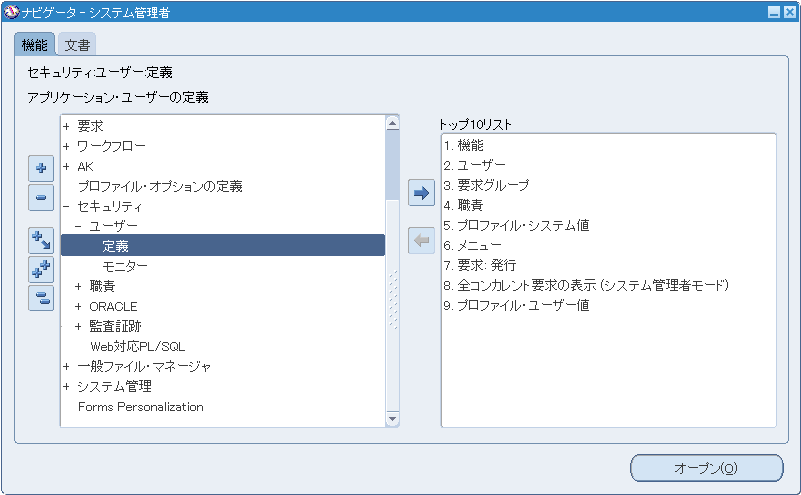 ナビゲータ - システム管理者
機能 文書
セキュリティ:ユーザー:定義
アプリケーション・ユーザーの定義
+ 要求
+ ワークフロー
+ AK
プロファイル・オプションの定義
− セキュリティ
− ユーザー
定義
モニター
+ 職責
+ ORACLE
+ 監査証跡
Web対応PL/SQL
+ 一般ファイル・マネージャ
+ システム管理
Forms Personalization
トップ10リスト
1. 機能
2. ユーザー
3. 要求グループ
4. 職責
5. プロファイル・システム値
6. メニュー
7. 要求: 発行
8. 全コンカレント要求の表示 (システム管理者モード)
9. プロファイル・ユーザー値
オープン(O)